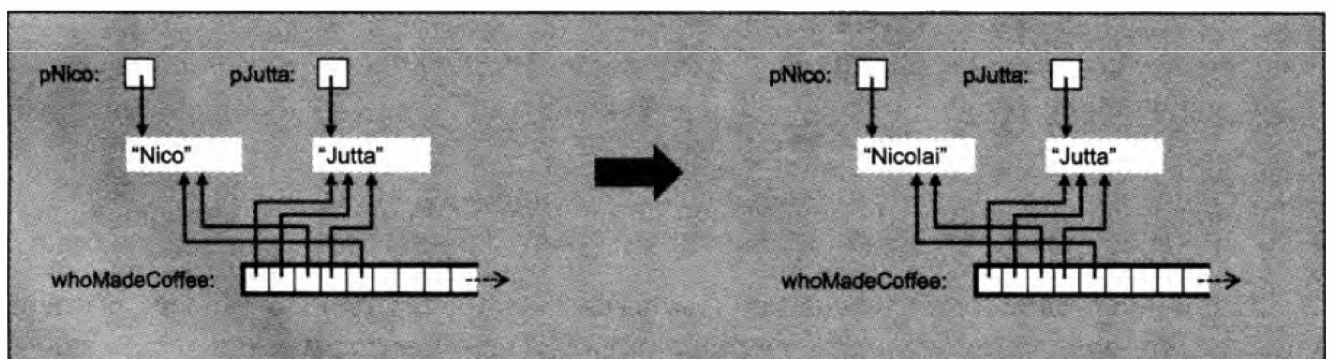 pNico: pJutta: pNico: pJutta:
"Nico" "Jutta" "Nicolai" "Jutta"
whoMadeCoffee: whoMadeCoffee: